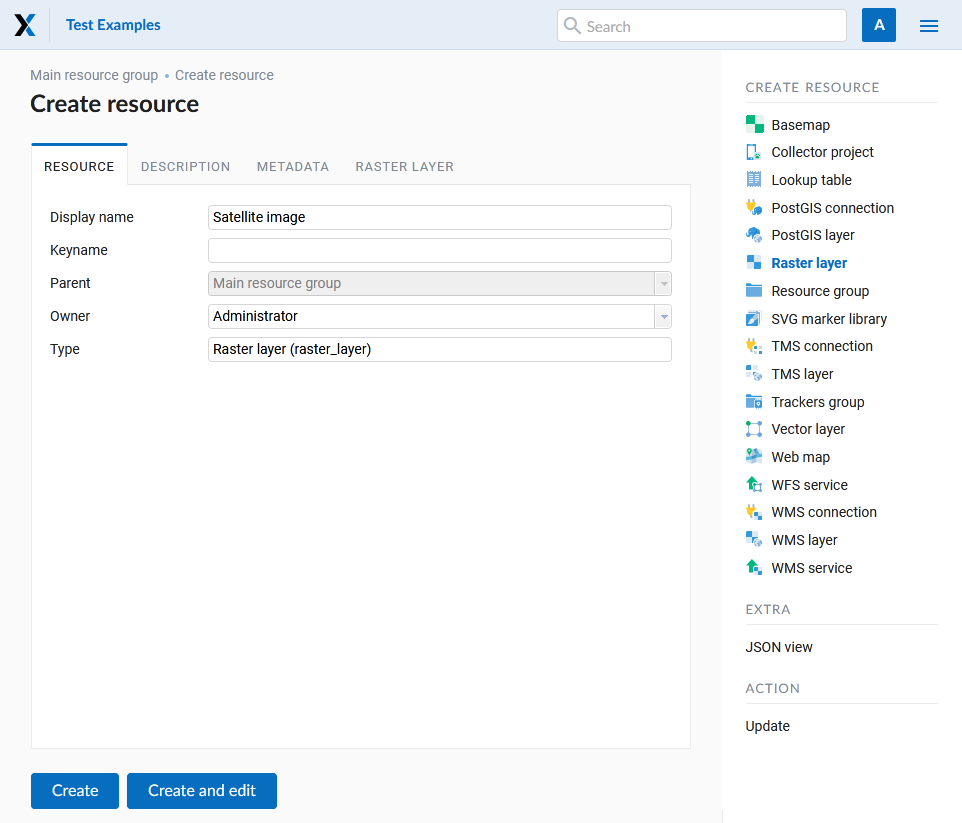 Test Examples
Search
A
Main resource group • Create resource
Create resource
RESOURCE DESCRIPTION METADATA RASTER LAYER
Display name Satellite image
Keyname
Parent Main resource group
Owner Administrator
Type Raster layer (raster_layer)
Create Create and edit
CREATE RESOURCE
Basemap
Collector project
Lookup table
PostGIS connection
PostGIS layer
Raster layer
Resource group
SVG marker library
TMS connection
TMS layer
Trackers group
Vector layer
Web map
WFS service
WMS connection
WMS layer
WMS service
EXTRA
JSON view
ACTION
Update